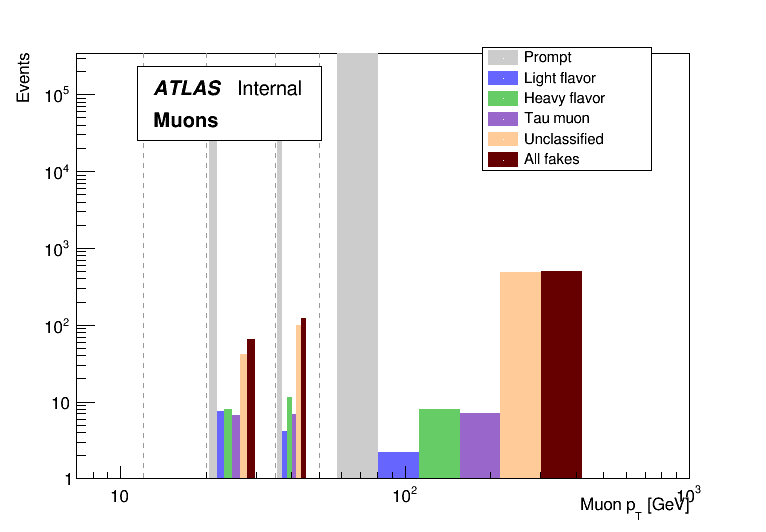 Events
10⁵
10⁴
10³
10²
10
1
ATLAS Internal
Muons
Prompt
Light flavor
Heavy flavor
Tau muon
Unclassified
All fakes
10
10²
10³
Muon p_T [GeV]